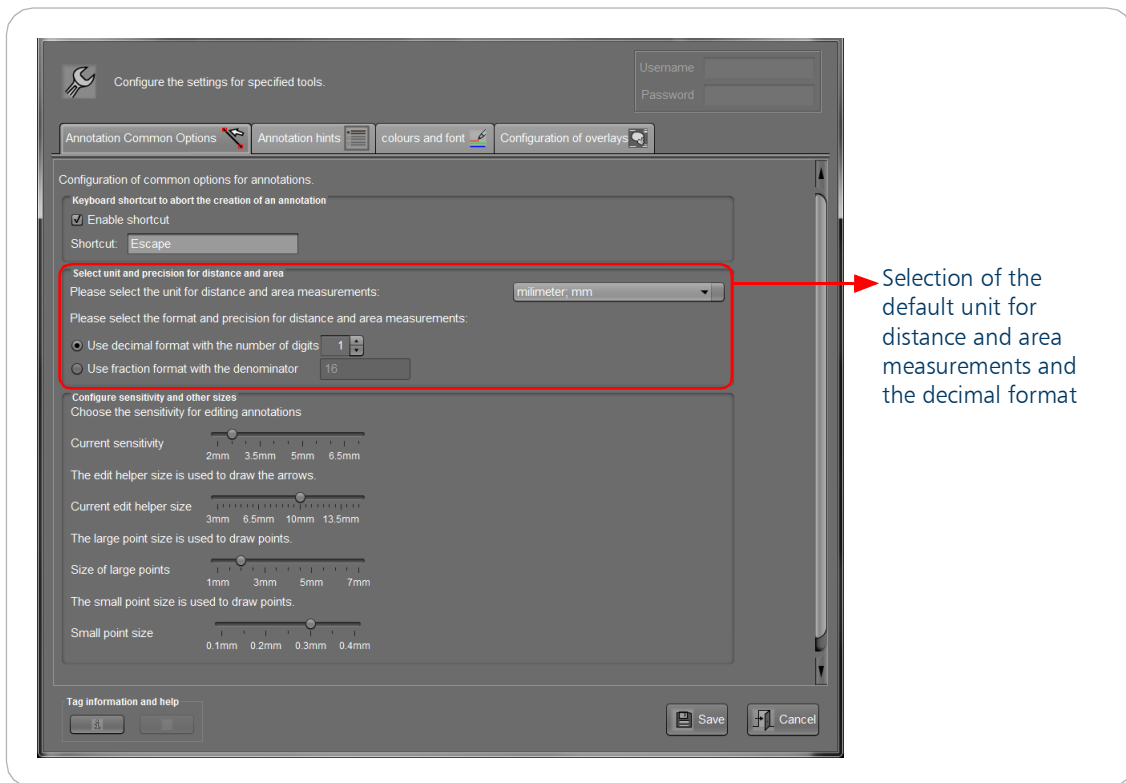 Configure the settings for specified tools.
Username
Password
Annotation Common Options
Annotation hints
colours and font
Configuration of overlays
Configuration of common options for annotations.
Keyboard shortcut to abort the creation of an annotation
Enable shortcut
Shortcut: Escape
Select unit and precision for distance and area
Please select the unit for distance and area measurements: milimeter; mm
Please select the format and precision for distance and area measurements:
Use decimal format with the number of digits 1
Use fraction format with the denominator 16
Selection of the
default unit for
distance and area
measurements and
the decimal format
Configure sensitivity and other sizes
Choose the sensitivity for editing annotations
Current sensitivity
2mm 3.5mm 5mm 6.5mm
The edit helper size is used to draw the arrows.
Current edit helper size
3mm 6.5mm 10mm 13.5mm
The large point size is used to draw points.
Size of large points
1mm 3mm 5mm 7mm
The small point size is used to draw points.
Small point size
0.1mm 0.2mm 0.3mm 0.4mm
Tag information and help
Save
Cancel